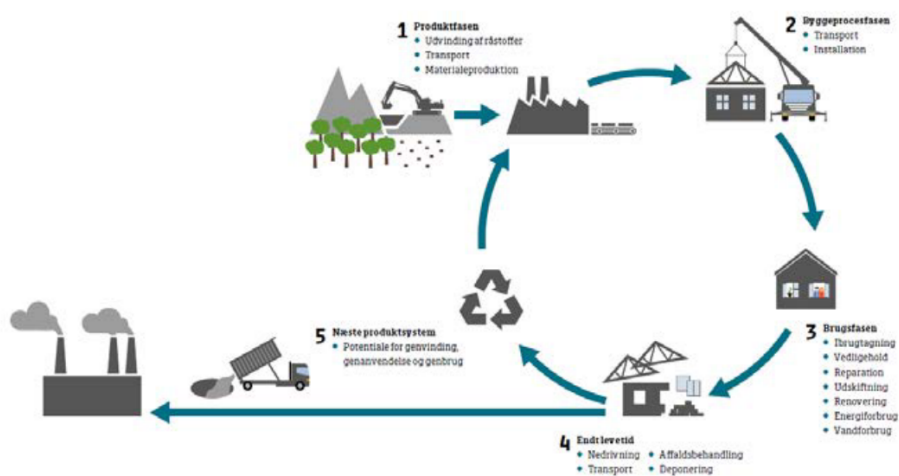 1 Produktfasen
Udvinding af råstoffer
Transport
Materialeproduktion
2 Byggeprocesfasen
Transport
Installation
3 Brugsfasen
Ibrugtagning
Vedligehold
Reparation
Udskiftning
Renovering
Energiforbrug
Vandforbrug
4 Endt levetid
Nedrivning
Transport
Affaldsbehandling
Deponering
5 Næste produktsystem
Potentiale for genvinding,
genanvendelse og genbrug